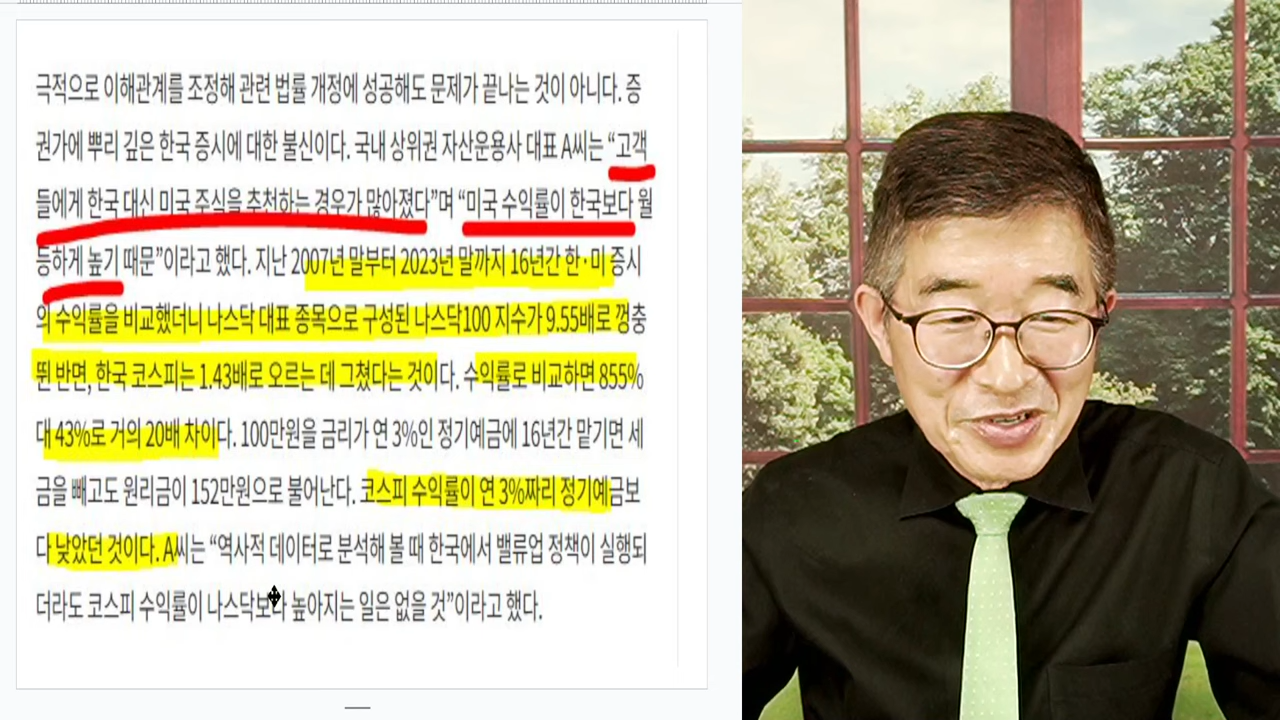 극적으로 이해관계를 조정해 관련 법률 개정에 성공해도 문제가 끝나는 것이 아니다. 증
권가에 뿌리 깊은 한국 증시에 대한 불신이다. 국내 상위권 자산운용사 대표 A씨는 “고객
들에게 한국 대신 미국 주식을 추천하는 경우가 많아졌다”며 “미국 수익률이 한국보다 월
등하게 높기 때문”이라고 했다. 지난 2007년 말부터 2023년 말까지 16년간 한·미 증시
의 수익률을 비교했더니 나스닥 대표 종목으로 구성된 나스닥100 지수가 9.55배로 껑충
뛴 반면, 한국 코스피는 1.43배로 오르는 데 그쳤다는 것이다. 수익률로 비교하면 855%
대 43%로 거의 20배 차이다. 100만원을 금리가 연 3%인 정기예금에 16년간 맡기면 세
금을 빼고도 원리금이 152만원으로 불어난다. 코스피 수익률이 연 3%짜리 정기예금보
다 낮았던 것이다. A씨는 “역사적 데이터로 분석해 볼 때 한국에서 밸류업 정책이 실행되
더라도 코스피 수익률이 나스닥보다 높아지는 일은 없을 것”이라고 했다.